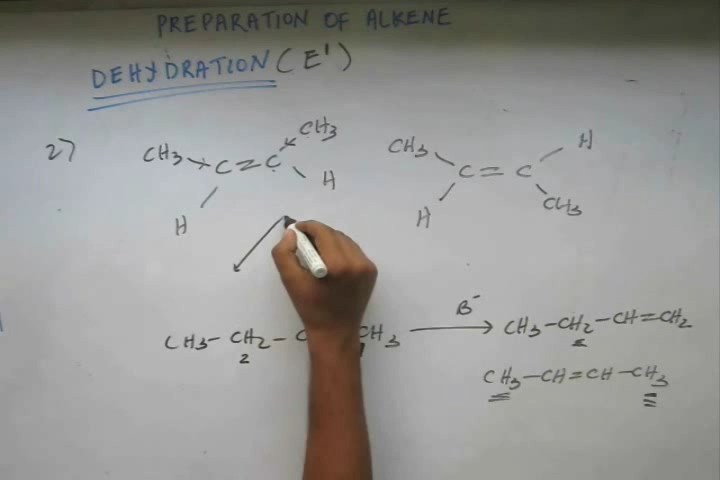 PREPARATION OF ALKENE
DEHYDRATION (E')
2) CH3 C=C CH3 H H
CH3 C=C H H CH3
CH3-CH2- CH3 B- CH3-CH2-CH=CH2
2
CH3-CH=CH-CH3